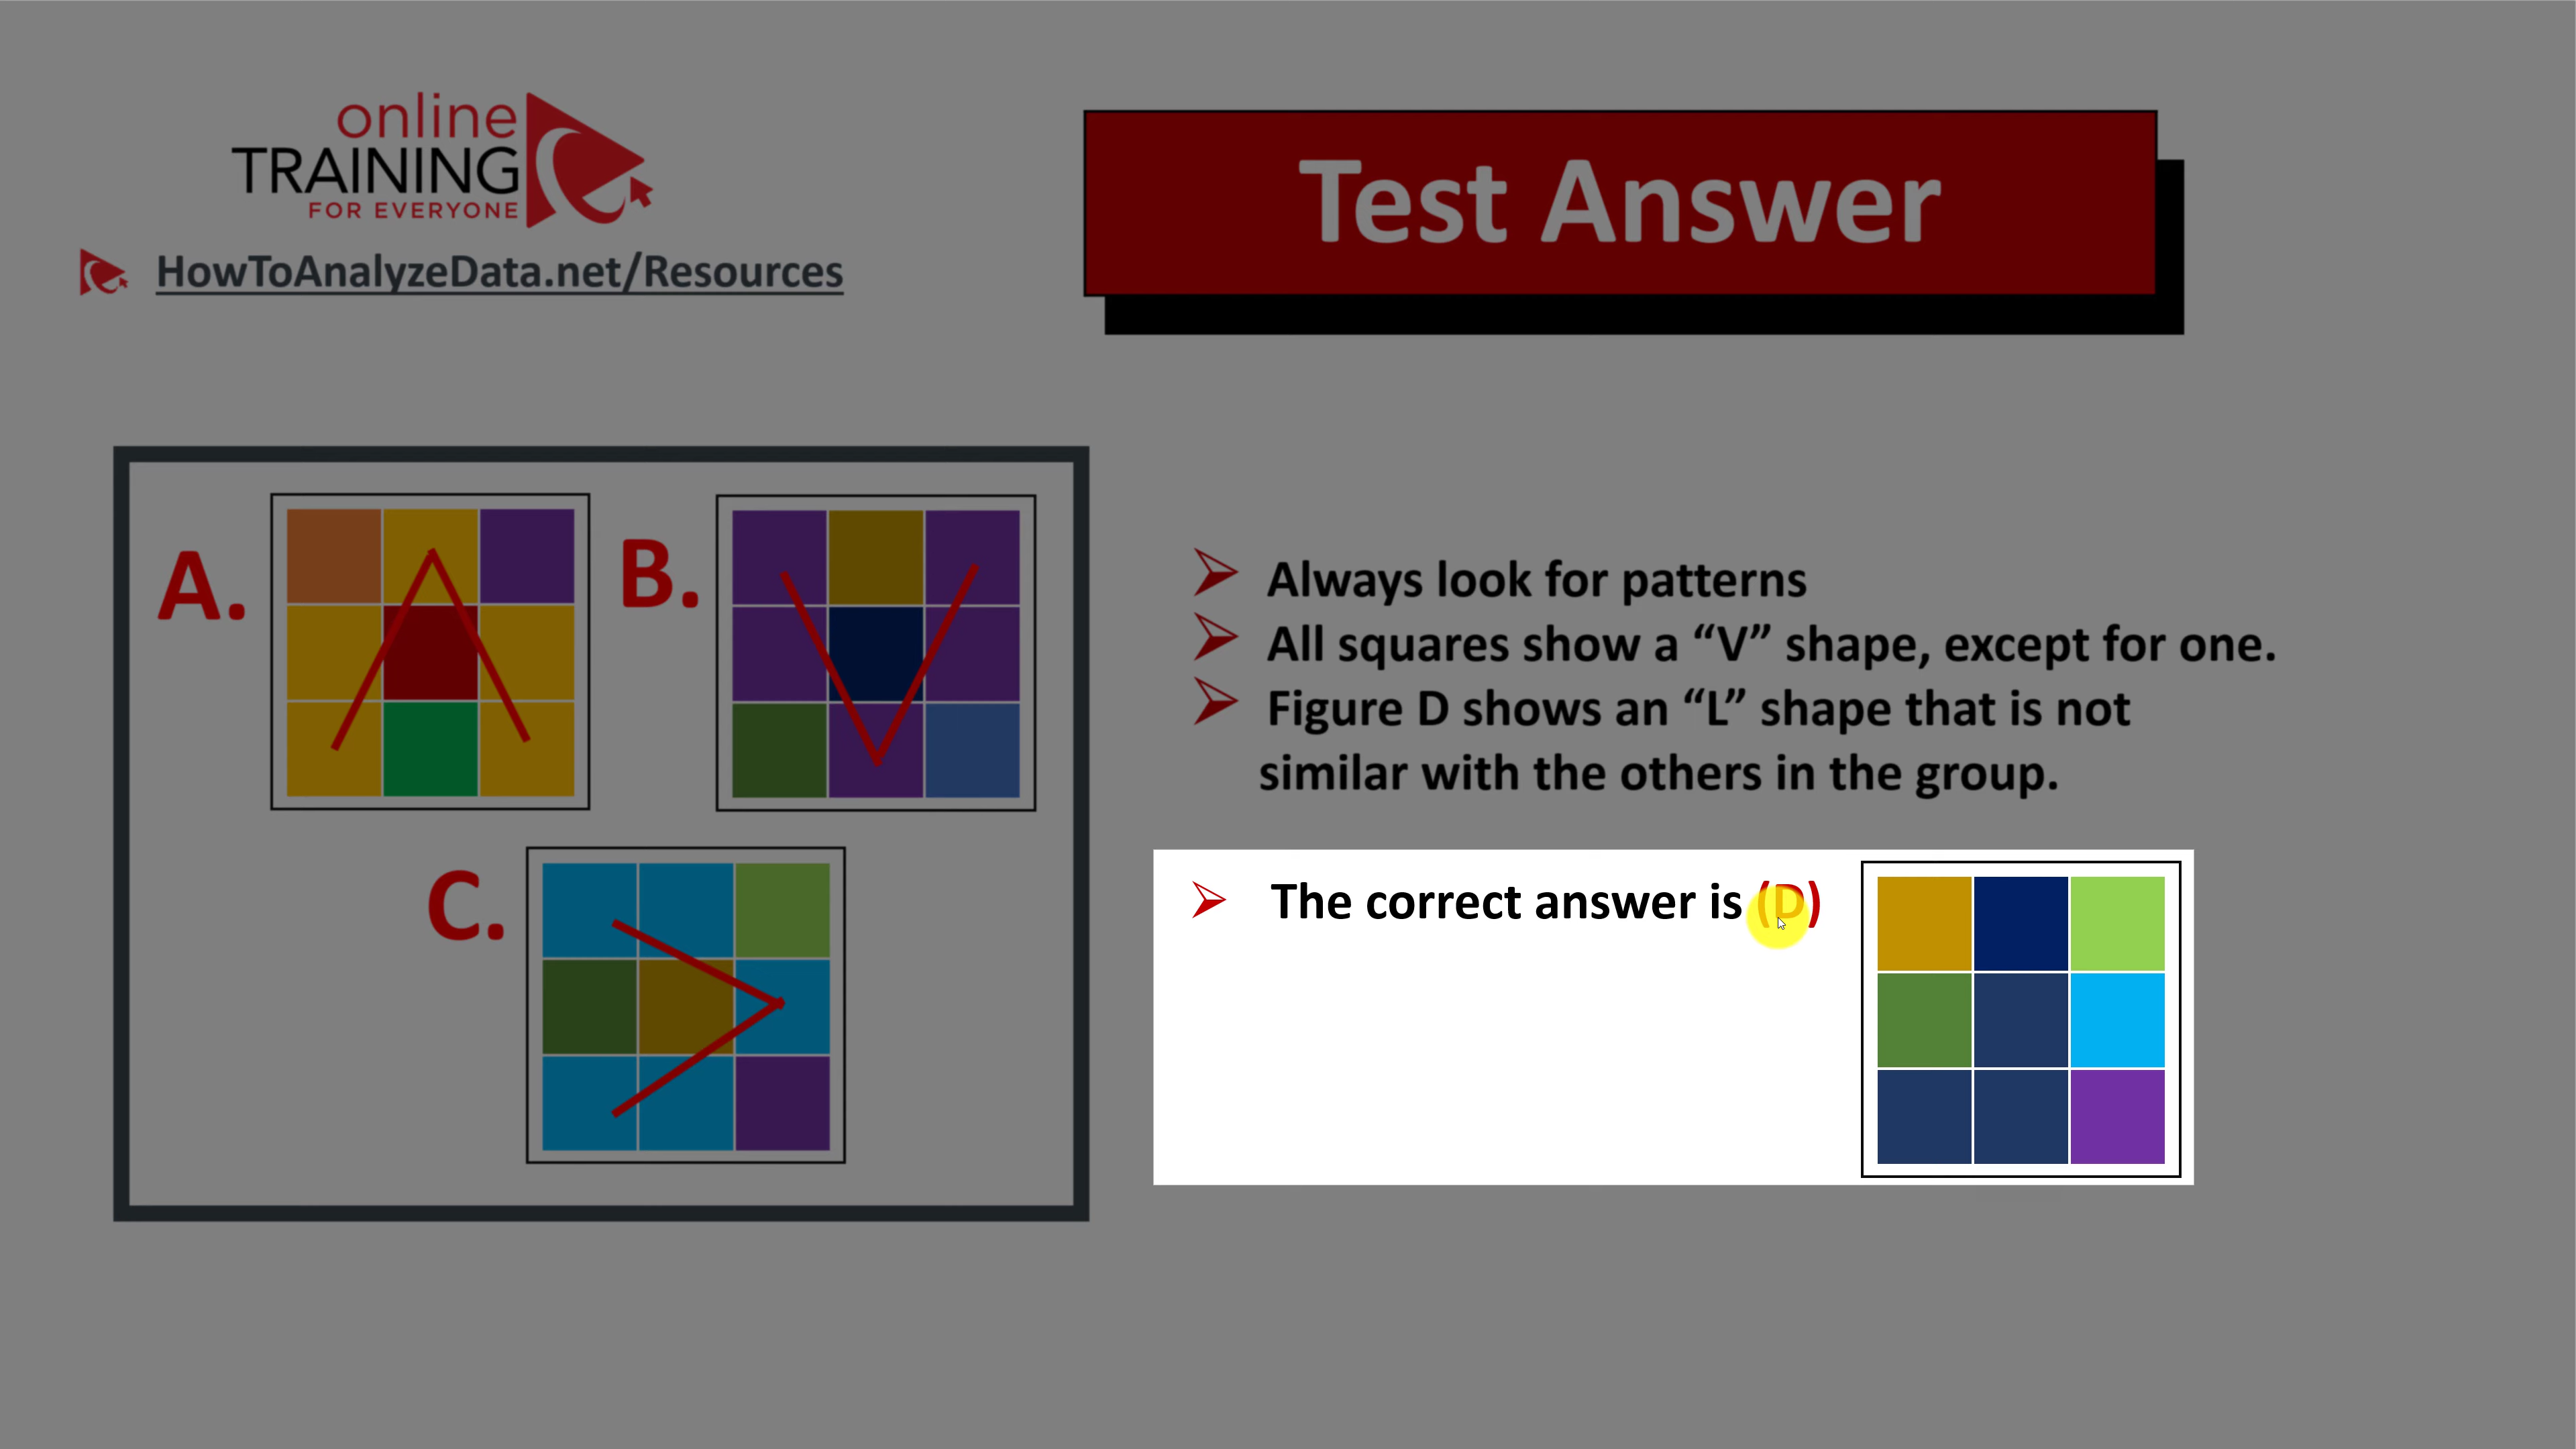 online
TRAINING
FOR EVERYONE
HowToAnalyzeData.net/Resources
Test Answer
A.
B.
C.
Always look for patterns
All squares show a “V” shape, except for one.
Figure D shows an “L” shape that is not
similar with the others in the group.
The correct answer is (D)